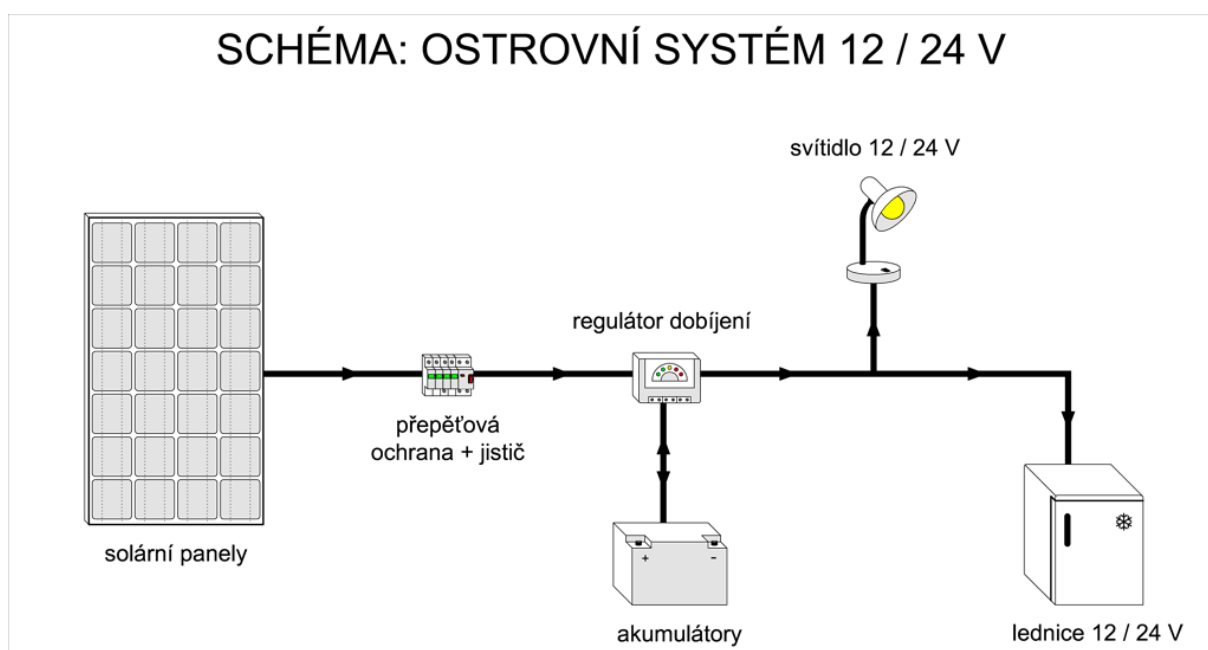 SCHÉMA: OSTROVNÍ SYSTÉM 12 / 24 V
svítidlo 12 / 24 V
regulátor dobíjení
přepěťová
ochrana + jistič
solární panely
+ −
akumulátory
lednice 12 / 24 V